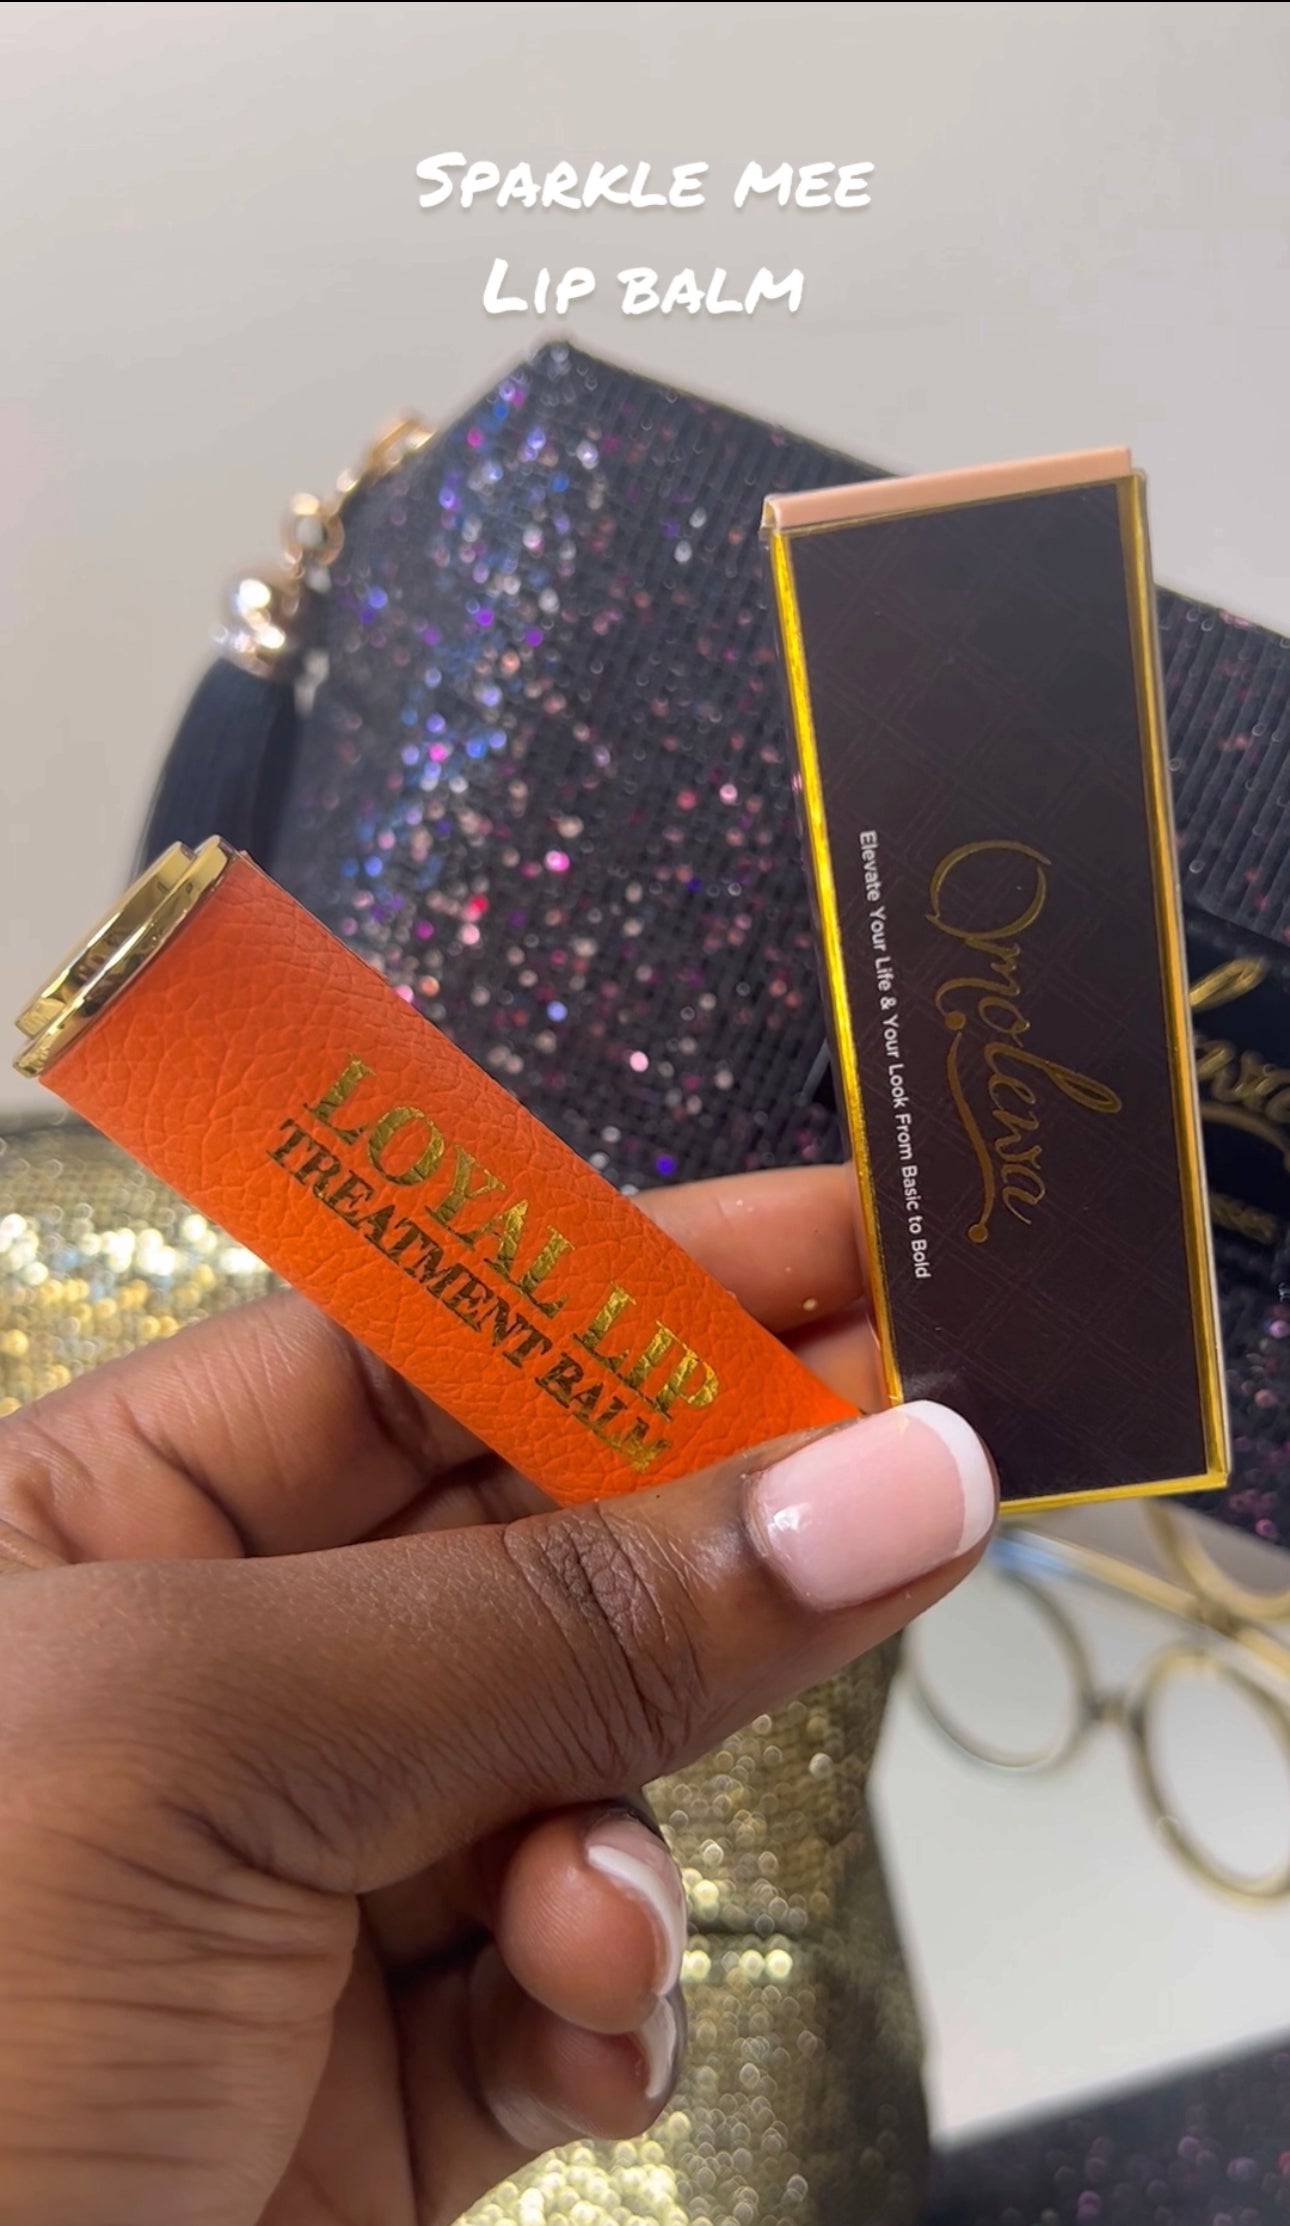 SPARKLE MEE
LIP BALM
LOYAL LIP
TREATMENT BALM
Omolewa
Elevate Your Life & Your Look From Basic to Bold